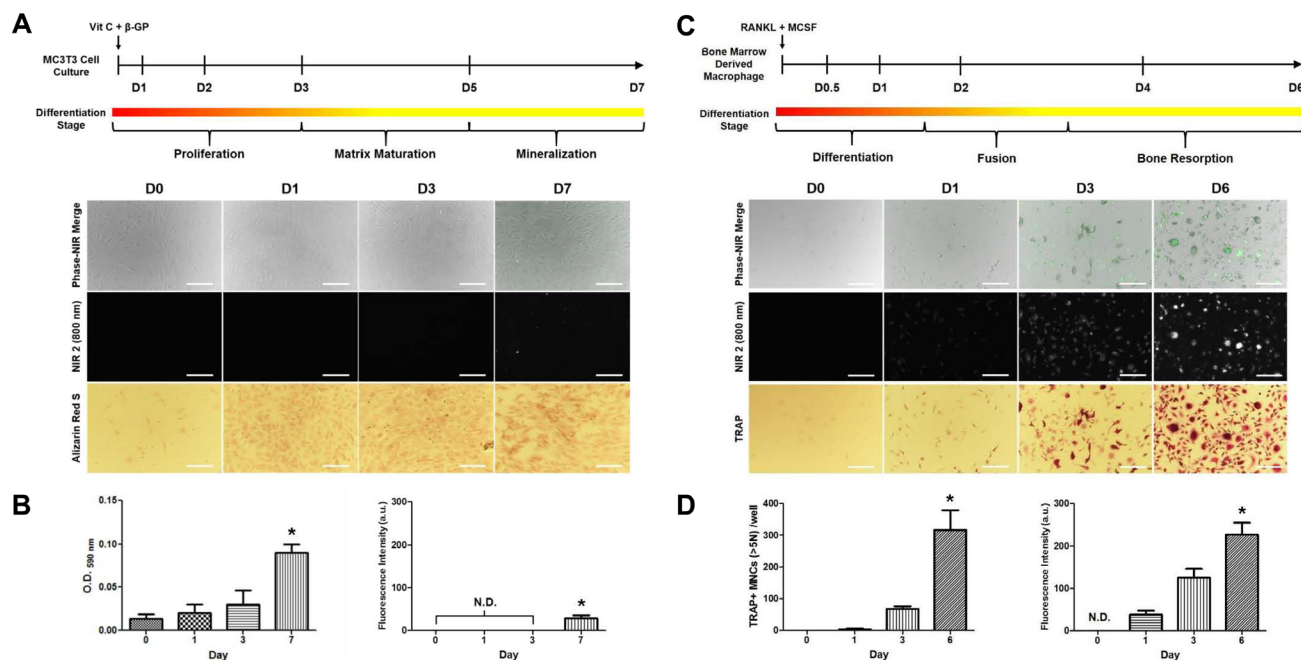 A
Vit C + β-GP
MC3T3 Cell
Culture
D1
D2
D3
D5
D7
Differentiation
Stage
Proliferation
Matrix Maturation
Mineralization
D0
D1
D3
D7
Phase-NIR Merge
NIR 2 (800 nm)
Alizarin Red S
B
O.D. 590 nm
0.15
0.10
0.05
0.00
*
0
1
3
7
Day
Fluorescence Intensity (a.u.)
300
200
100
0
N.D.
*
0
1
3
7
Day
C
RANKL + MCSF
Bone Marrow
Derived
Macrophage
D0.5
D1
D2
D4
D6
Differentiation
Stage
Differentiation
Fusion
Bone Resorption
D0
D1
D3
D6
Phase-NIR Merge
NIR 2 (800 nm)
TRAP
D
TRAP+ MNCs (>5N) /well
400
300
200
100
0
*
0
1
3
6
Day
Fluorescence Intensity (a.u.)
300
200
100
0
N.D.
*
0
1
3
6
Day